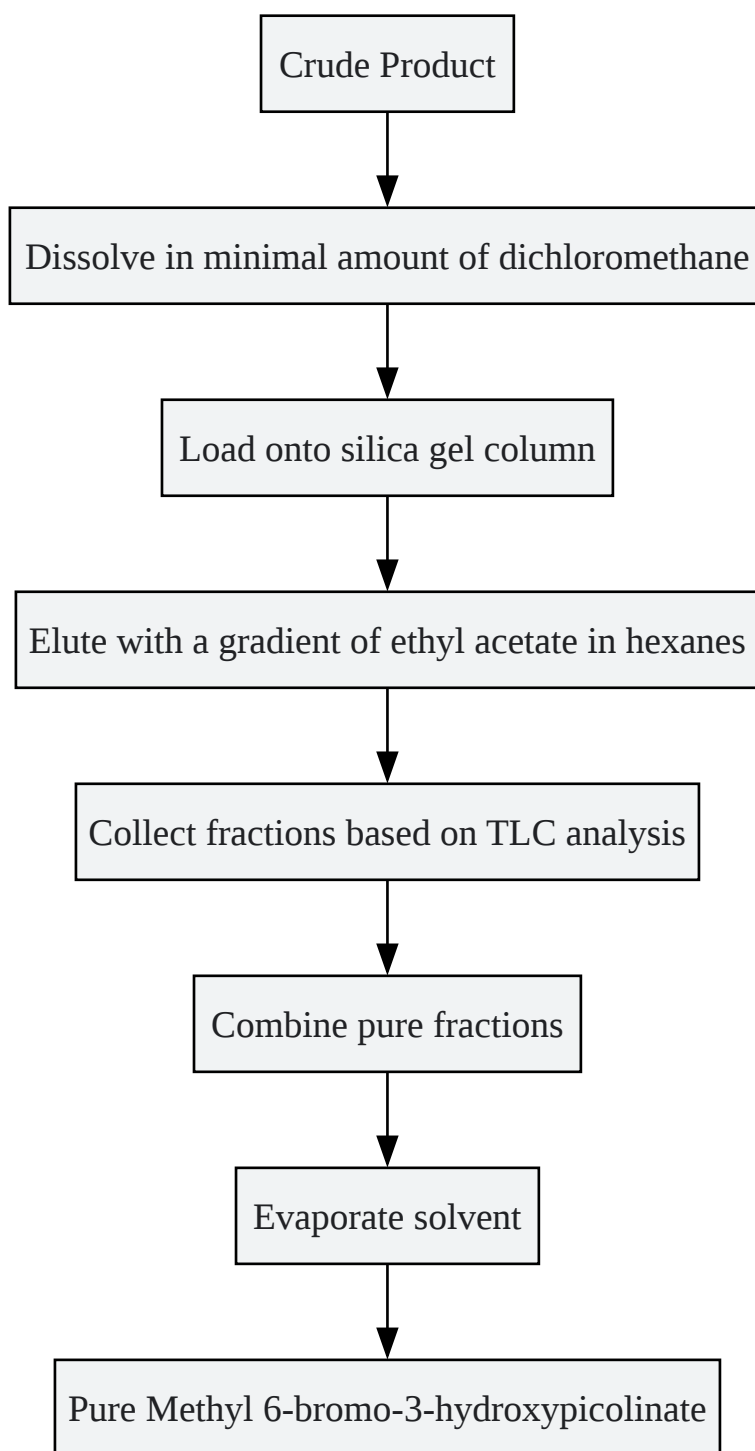 Crude Product
Dissolve in minimal amount of dichloromethane
Load onto silica gel column
Elute with a gradient of ethyl acetate in hexanes
Collect fractions based on TLC analysis
Combine pure fractions
Evaporate solvent
Pure Methyl 6-bromo-3-hydroxypicolinate